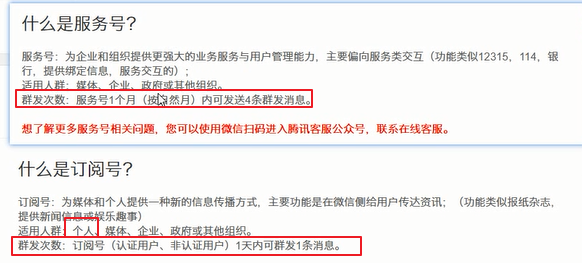 什么是服务号?
服务号:为企业和组织提供更强大的业务服务与用户管理能力,主要偏向服务类交互(功能类似12315,114,银
行,提供绑定信息,服务交互的);
适用人群:媒体、企业、政府或其他组织。
群发次数:服务号1个月(按自然月)内可发送4条群发消息。
想了解更多服务号相关问题,您可以使用微信扫码进入腾讯客服公众号,联系在线客服。
什么是订阅号?
订阅号:为媒体和个人提供一种新的信息传播方式,主要功能是在微信侧给用户传达资讯;(功能类似报纸杂志,
提供新闻信息或娱乐趣事)
适用人群:个人、媒体、企业、政府或其他组织。
群发次数:订阅号(认证用户、非认证用户)1天内可群发1条消息。